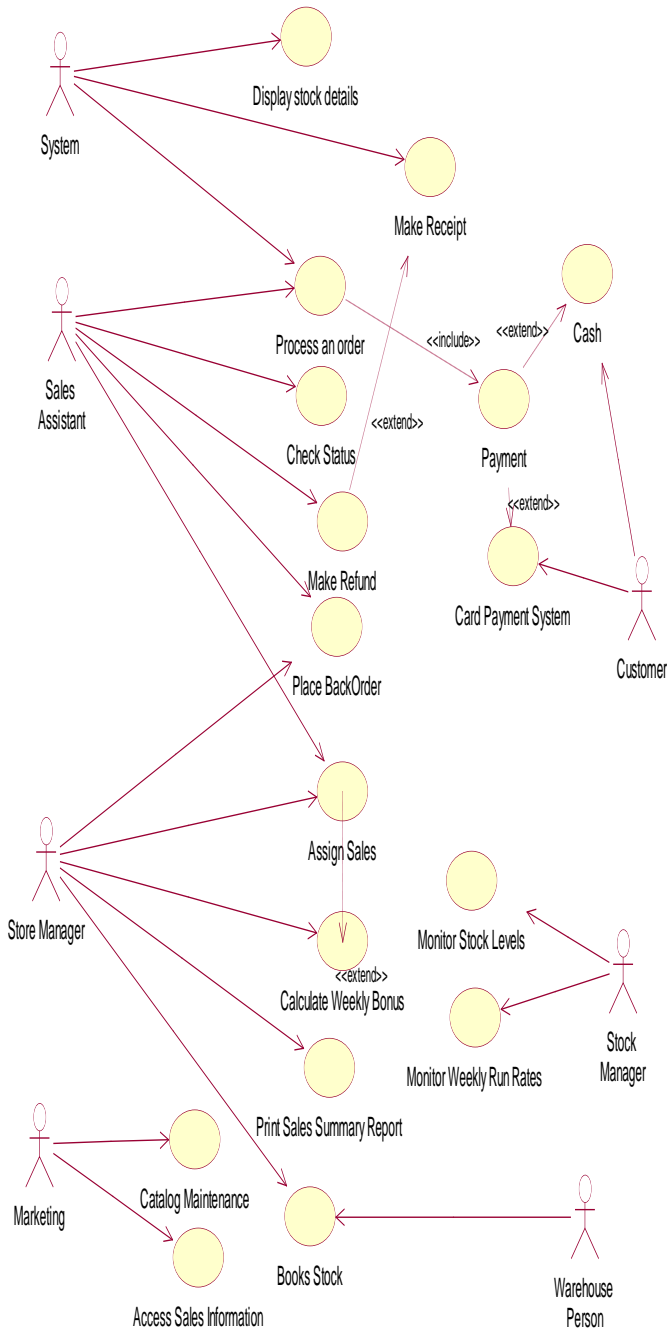 Display stock details
System
Make Receipt
Process an order
<<include>>
<<extend>>
Cash
Sales
Assistant
Check Status
<<extend>>
Payment
<<extend>>
Make Refund
Card Payment System
Customer
Place BackOrder
Assign Sales
Store Manager
Monitor Stock Levels
<<extend>>
Calculate Weekly Bonus
Stock
Manager
Monitor Weekly Run Rates
Print Sales Summary Report
Catalog Maintenance
Marketing
Books Stock
Access Sales Information
Warehouse
Person